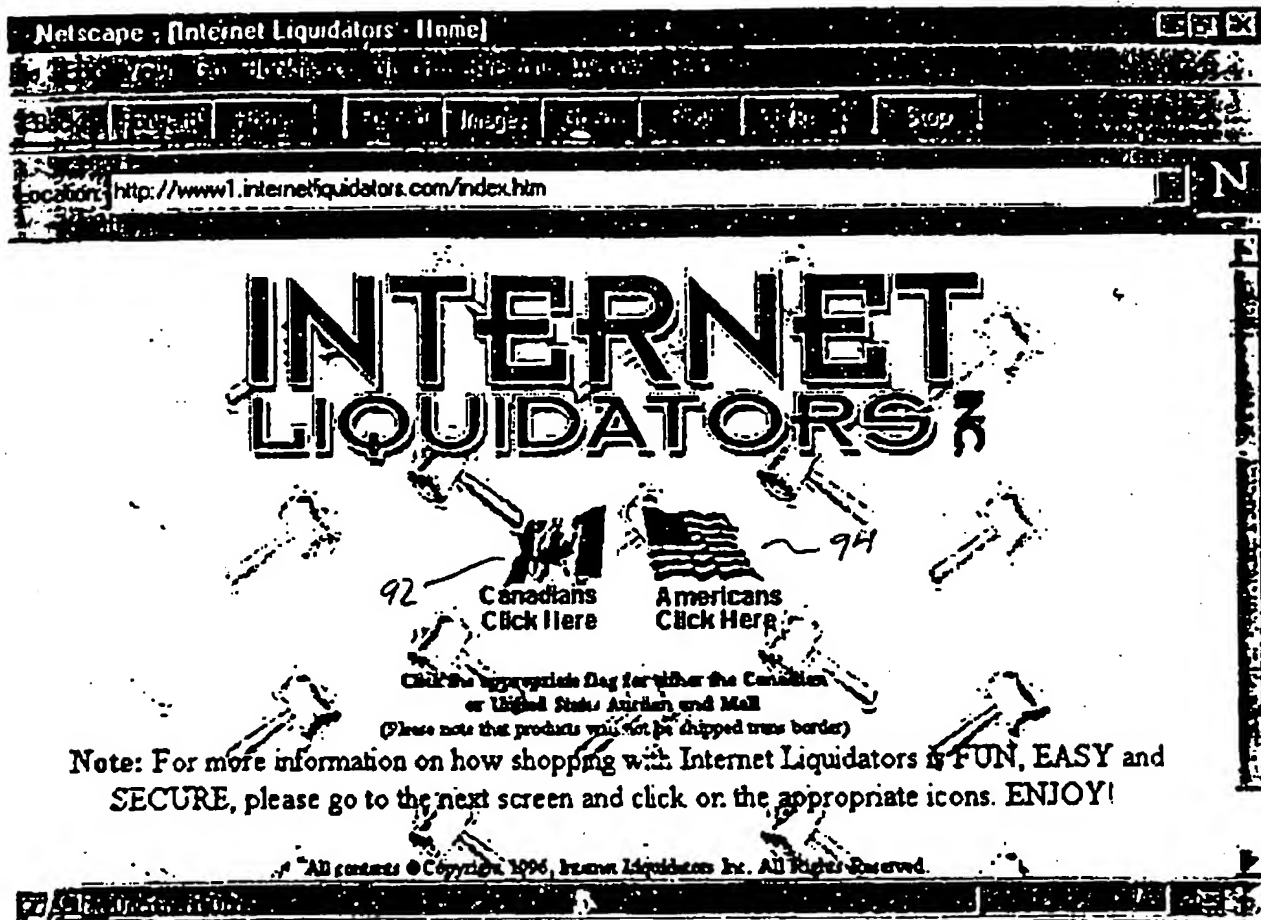 Netscape - [Internet Liquidators - Home]
Images Stop
Location: http://www1.internetliquidators.com/index.htm
N
INTERNET
LIQUIDATORS INC
94
92
Canadians Americans
Click Here Click Here
Click the appropriate flag for either the Canadian
or United States Auction and Mall
(Please note that products will not be shipped trans border)
Note: For more information on how shopping with Internet Liquidators is FUN, EASY and
SECURE, please go to the next screen and click on the appropriate icons. ENJOY!
All contents © Copyright 1996, Internet Liquidators Inc. All Rights Reserved.